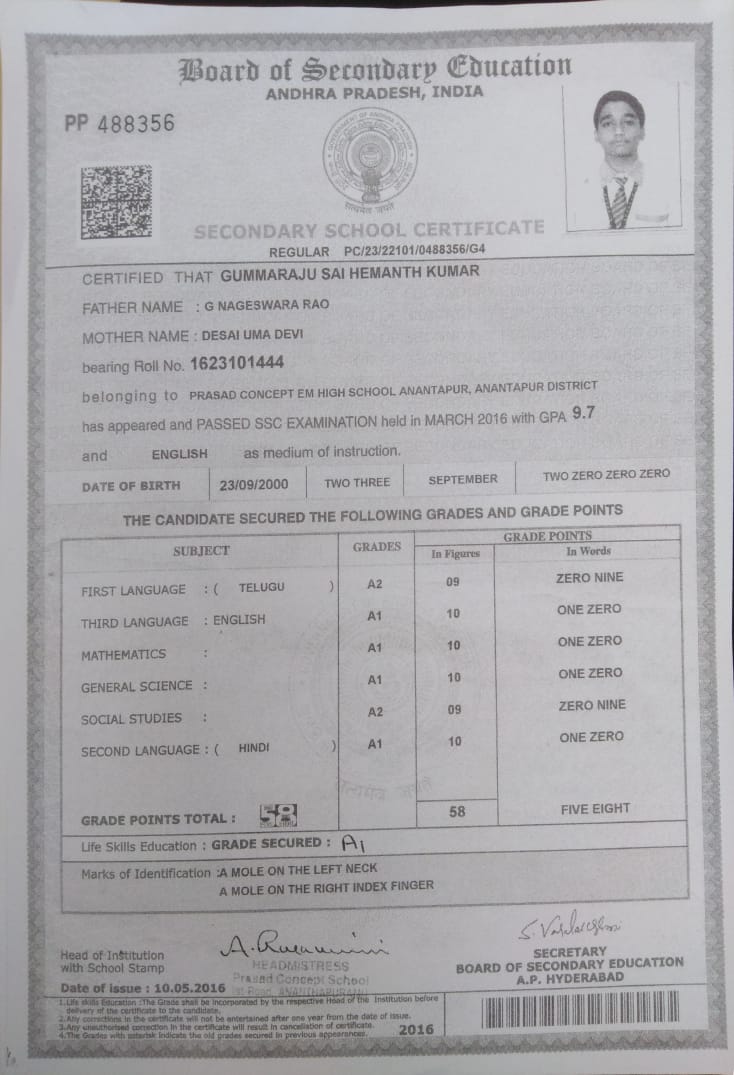 Board of Secondary Education
ANDHRA PRADESH, INDIA
PP 488356
GOVERNMENT OF ANDHRA PRADESH
सत्यमेव जयते
SECONDARY SCHOOL CERTIFICATE
REGULAR PC/23/22101/0488356/G4
CERTIFIED THAT GUMMARAJU SAI HEMANTH KUMAR
FATHER NAME : G NAGESWARA RAO
MOTHER NAME : DESAI UMA DEVI
bearing Roll No. 1623101444
belonging to PRASAD CONCEPT EM HIGH SCHOOL ANANTAPUR, ANANTAPUR DISTRICT
has appeared and PASSED SSC EXAMINATION held in MARCH 2016 with GPA 9.7
and ENGLISH as medium of instruction.
DATE OF BIRTH 23/09/2000 TWO THREE SEPTEMBER TWO ZERO ZERO ZERO
THE CANDIDATE SECURED THE FOLLOWING GRADES AND GRADE POINTS
SUBJECT GRADES GRADE POINTS
In Figures In Words
FIRST LANGUAGE : ( TELUGU ) A2 09 ZERO NINE
THIRD LANGUAGE : ENGLISH A1 10 ONE ZERO
MATHEMATICS : A1 10 ONE ZERO
GENERAL SCIENCE : A1 10 ONE ZERO
SOCIAL STUDIES : A2 09 ZERO NINE
SECOND LANGUAGE : ( HINDI ) A1 10 ONE ZERO
GRADE POINTS TOTAL : 58 58 FIVE EIGHT
Life Skills Education : GRADE SECURED : A1
Marks of Identification :A MOLE ON THE LEFT NECK
A MOLE ON THE RIGHT INDEX FINGER
Head of Institution
with School Stamp
HEADMISTRESS
Prasad Concept School
Road, ANANTHAPURAMU
SECRETARY
BOARD OF SECONDARY EDUCATION
A.P. HYDERABAD
Date of issue : 10.05.2016
1.Life skills Education :The Grade shall be incorporated by the respective Head of the Institution before
delivery of the certificate to the candidate.
2.Any corrections in the certificate will not be entertained after one year from the date of issue.
3.Any unauthorised correction in the certificate will result in cancellation of certificate.
4.The Grades with asterisk indicate the old grades secured in previous appearances.
2016